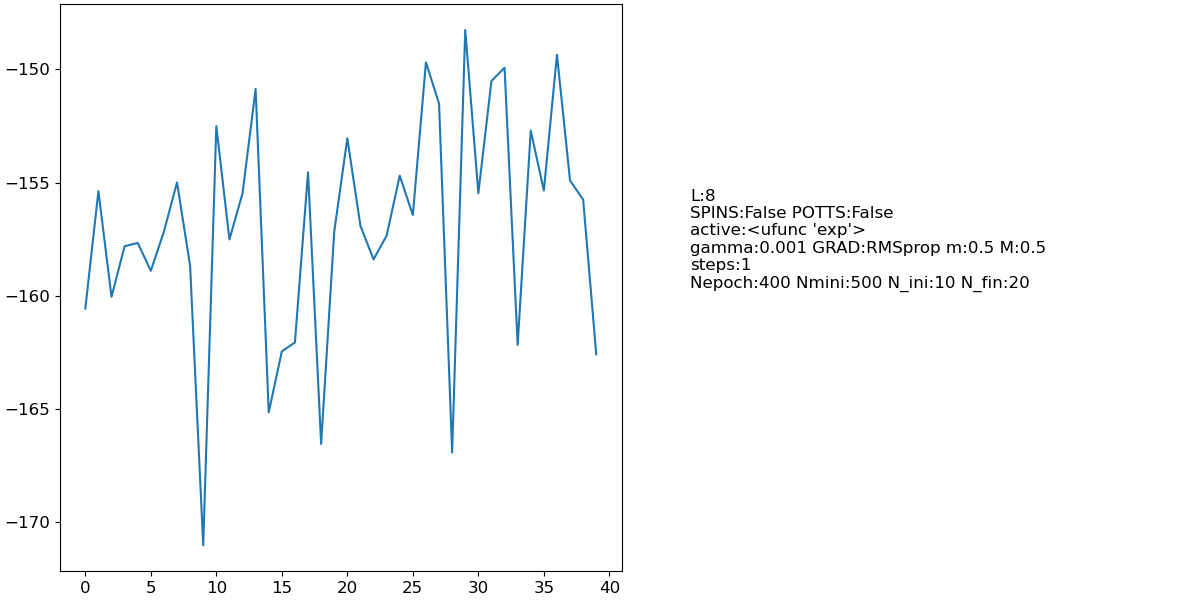 −150
−155
−160
−165
−170
0 5 10 15 20 25 30 35 40
L:8
SPINS:False POTTS:False
active:<ufunc 'exp'>
gamma:0.001 GRAD:RMSprop m:0.5 M:0.5
steps:1
Nepoch:400 Nmini:500 N_ini:10 N_fin:20